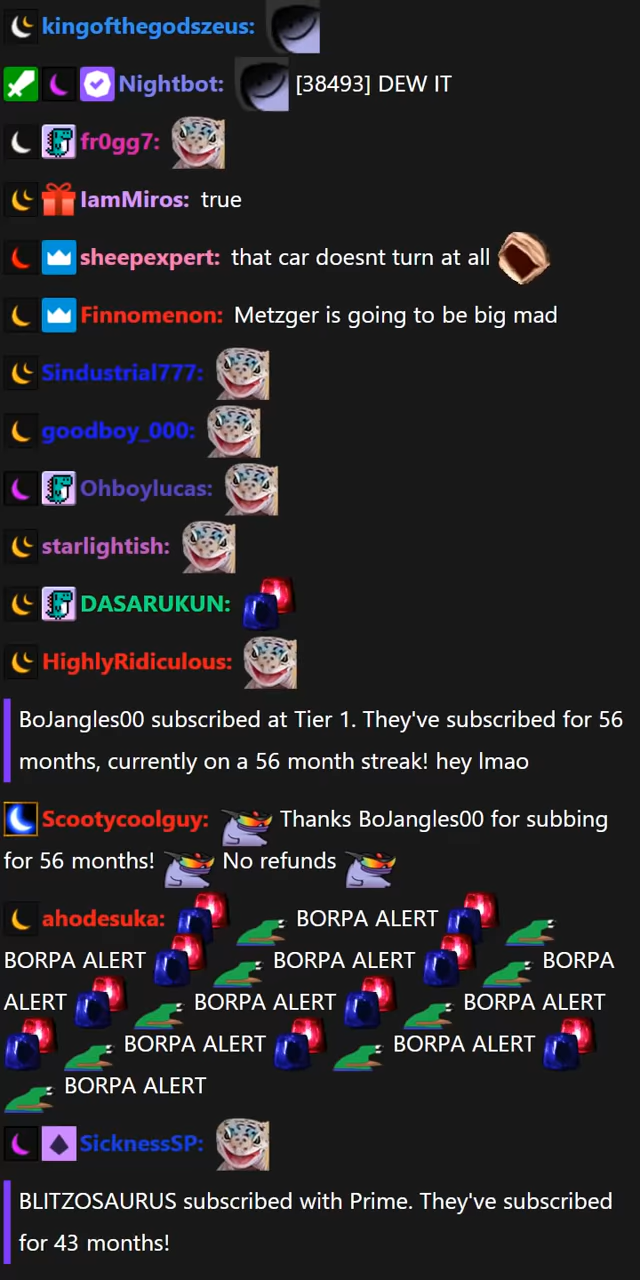 kingofthegodszeus:
Nightbot: [38493] DEW IT
fr0gg7:
IamMiros: true
sheepexpert: that car doesnt turn at all
Finnomenon: Metzger is going to be big mad
Sindustrial777:
goodboy_000:
Ohboylucas:
starlightish:
DASARUKUN:
HighlyRidiculous:
BoJangles00 subscribed at Tier 1. They've subscribed for 56
months, currently on a 56 month streak! hey lmao
Scootycoolguy: Thanks BoJangles00 for subbing
for 56 months! No refunds
ahodesuka: BORPA ALERT
BORPA ALERT BORPA ALERT BORPA
ALERT BORPA ALERT BORPA ALERT
BORPA ALERT BORPA ALERT
BORPA ALERT
SicknessSP:
BLITZOSAURUS subscribed with Prime. They've subscribed
for 43 months!